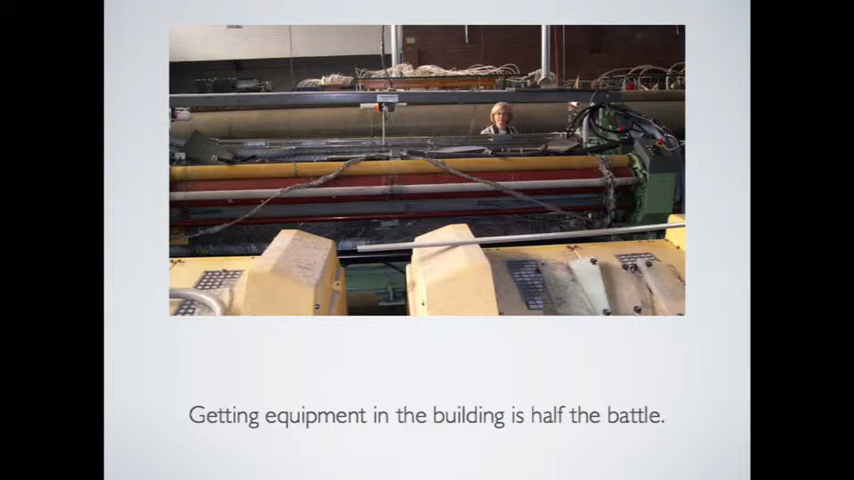 Getting equipment in the building is half the battle.